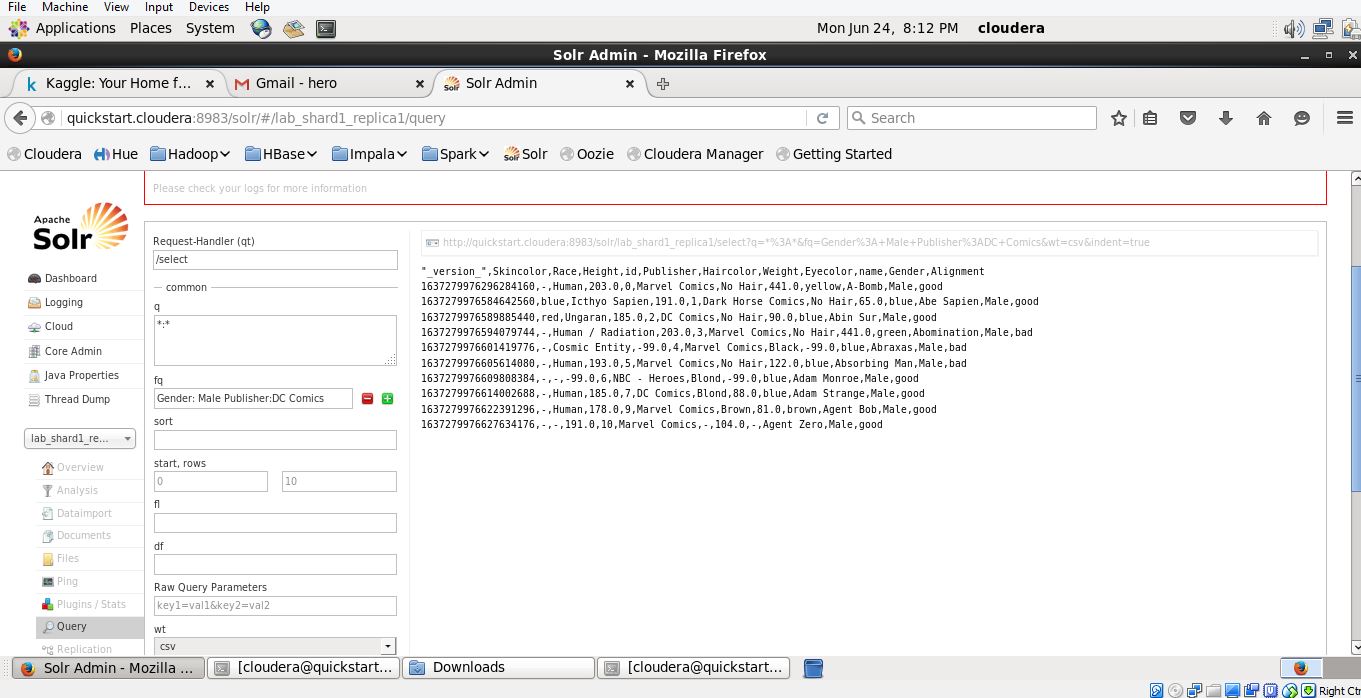 File Machine View Input Devices Help
Applications Places System Mon Jun 24, 8:12 PM cloudera
Solr Admin - Mozilla Firefox
Kaggle: Your Home f... Gmail - hero Solr Admin
quickstart.cloudera:8983/solr/#/lab_shard1_replica1/query Search
Cloudera Hue Hadoop HBase Impala Spark Solr Oozie Cloudera Manager Getting Started
Please check your logs for more information
Apache
Solr
Dashboard
Logging
Cloud
Core Admin
Java Properties
Thread Dump
lab_shard1_re...
Overview
Analysis
Dataimport
Documents
Files
Ping
Plugins / Stats
Query
Replication
Request-Handler (qt)
/select
common
q
*:*
fq
Gender: Male Publisher:DC Comics
sort
start, rows
0 10
fl
df
Raw Query Parameters
key1=val1&key2=val2
wt
csv
http://quickstart.cloudera:8983/solr/lab_shard1_replica1/select?q=*%3A*&fq=Gender%3A+Male+Publisher%3ADC+Comics&wt=csv&indent=true
"_version_",Skincolor,Race,Height,id,Publisher,Haircolor,Weight,Eyecolor,name,Gender,Alignment
1637279976296284160,-,Human,203.0,0,Marvel Comics,No Hair,441.0,yellow,A-Bomb,Male,good
1637279976584642560,blue,Icthyo Sapien,191.0,1,Dark Horse Comics,No Hair,65.0,blue,Abe Sapien,Male,good
1637279976589885440,red,Ungaran,185.0,2,DC Comics,No Hair,90.0,blue,Abin Sur,Male,good
1637279976594079744,-,Human / Radiation,203.0,3,Marvel Comics,No Hair,441.0,green,Abomination,Male,bad
1637279976601419776,-,Cosmic Entity,-99.0,4,Marvel Comics,Black,-99.0,blue,Abraxas,Male,bad
1637279976605614080,-,Human,193.0,5,Marvel Comics,No Hair,122.0,blue,Absorbing Man,Male,bad
1637279976609808384,-,-,-99.0,6,NBC - Heroes,Blond,-99.0,blue,Adam Monroe,Male,good
1637279976614002688,-,Human,185.0,7,DC Comics,Blond,88.0,blue,Adam Strange,Male,good
1637279976622391296,-,Human,178.0,9,Marvel Comics,Brown,81.0,brown,Agent Bob,Male,good
1637279976627634176,-,-,191.0,10,Marvel Comics,-,104.0,-,Agent Zero,Male,good
Solr Admin - Mozilla ... [cloudera@quickstart... Downloads [cloudera@quickstart...
Right Ctr